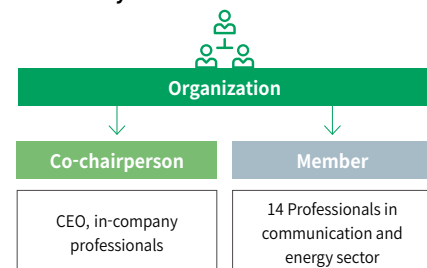 Organization
Co-chairperson
Member
CEO, in-company
professionals
14 Professionals in
communication and
energy sector